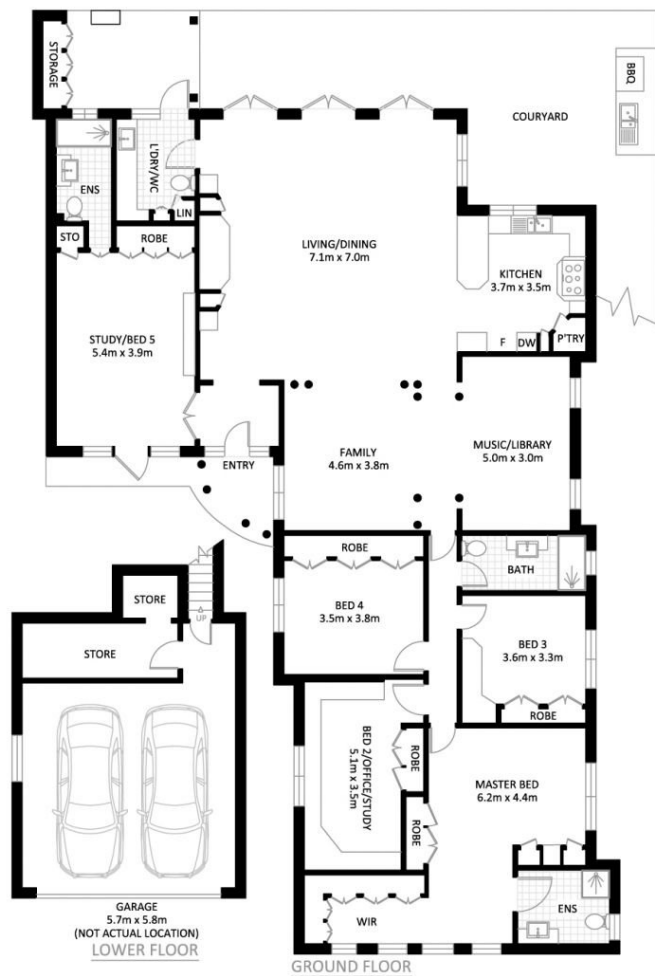 STORAGE
BBQ
COURYARD
L'DRY/WC
ENS
LIN
STO
ROBE
LIVING/DINING
7.1m x 7.0m
KITCHEN
3.7m x 3.5m
STUDY/BED 5
5.4m x 3.9m
F
DW
P'TRY
ENTRY
FAMILY
4.6m x 3.8m
MUSIC/LIBRARY
5.0m x 3.0m
ROBE
BATH
BED 4
3.5m x 3.8m
STORE
UP
STORE
BED 3
3.6m x 3.3m
ROBE
BED 2/OFFICE/STUDY
5.1m x 3.5m
ROBE
MASTER BED
6.2m x 4.4m
ROBE
WIR
ENS
GARAGE
5.7m x 5.8m
(NOT ACTUAL LOCATION)
LOWER FLOOR
GROUND FLOOR